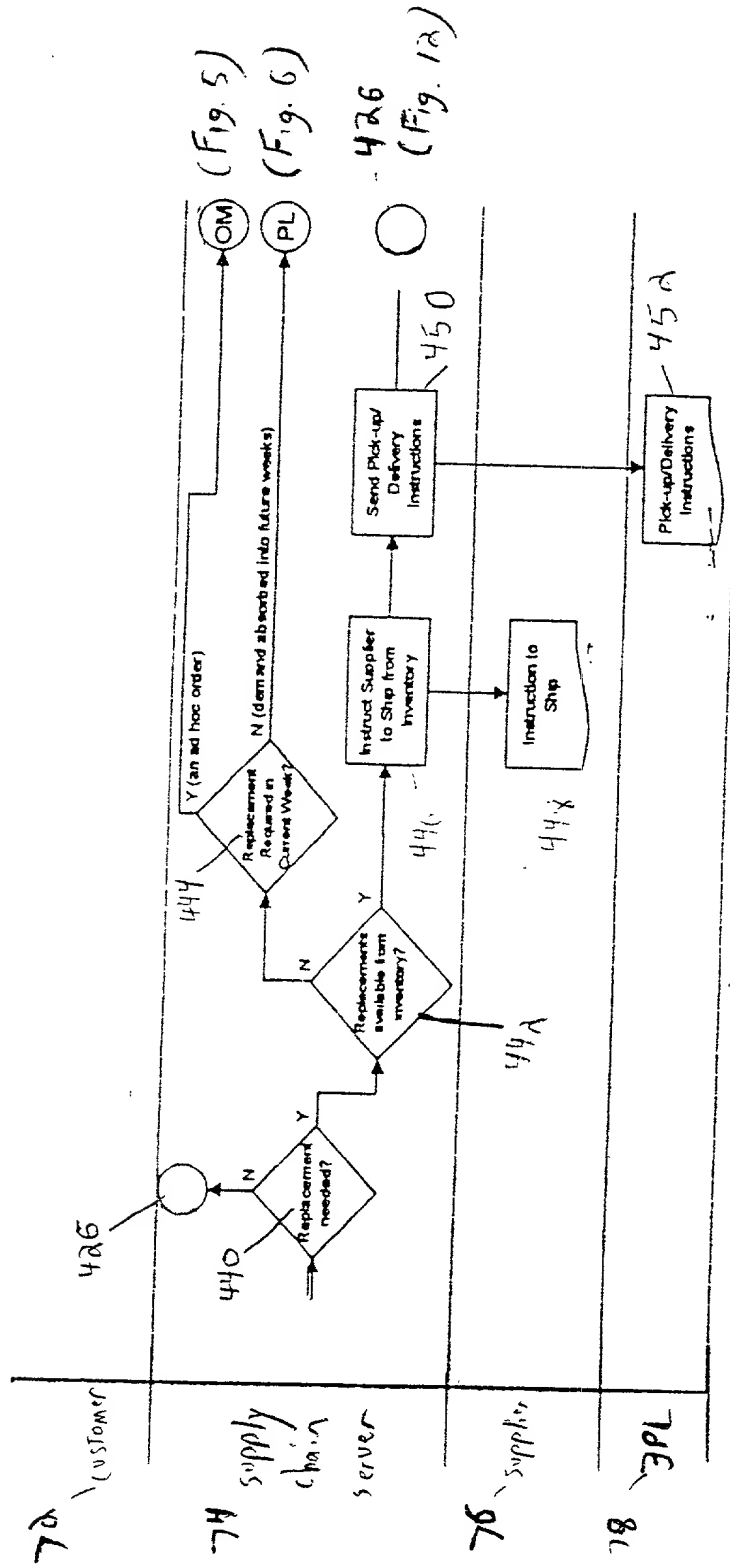 72
Customer
74
Supply
Chain
Server
76
Supplier
78
3PL
426
N
440
Replacement
needed?
Y
442
Replacements
available from
inventory?
N
Y
444
Replacement
Required in
Current Week?
Y (an ad hoc order)
N (demand absorbed into future weeks)
OM
(Fig. 5)
PL
(Fig. 6)
Instruct Supplier
to Ship from
Inventory
Instruction to
Ship
Send Pick-up/
Delivery
Instructions
450
426
(Fig. 12)
Pick-up/Delivery
Instructions
452